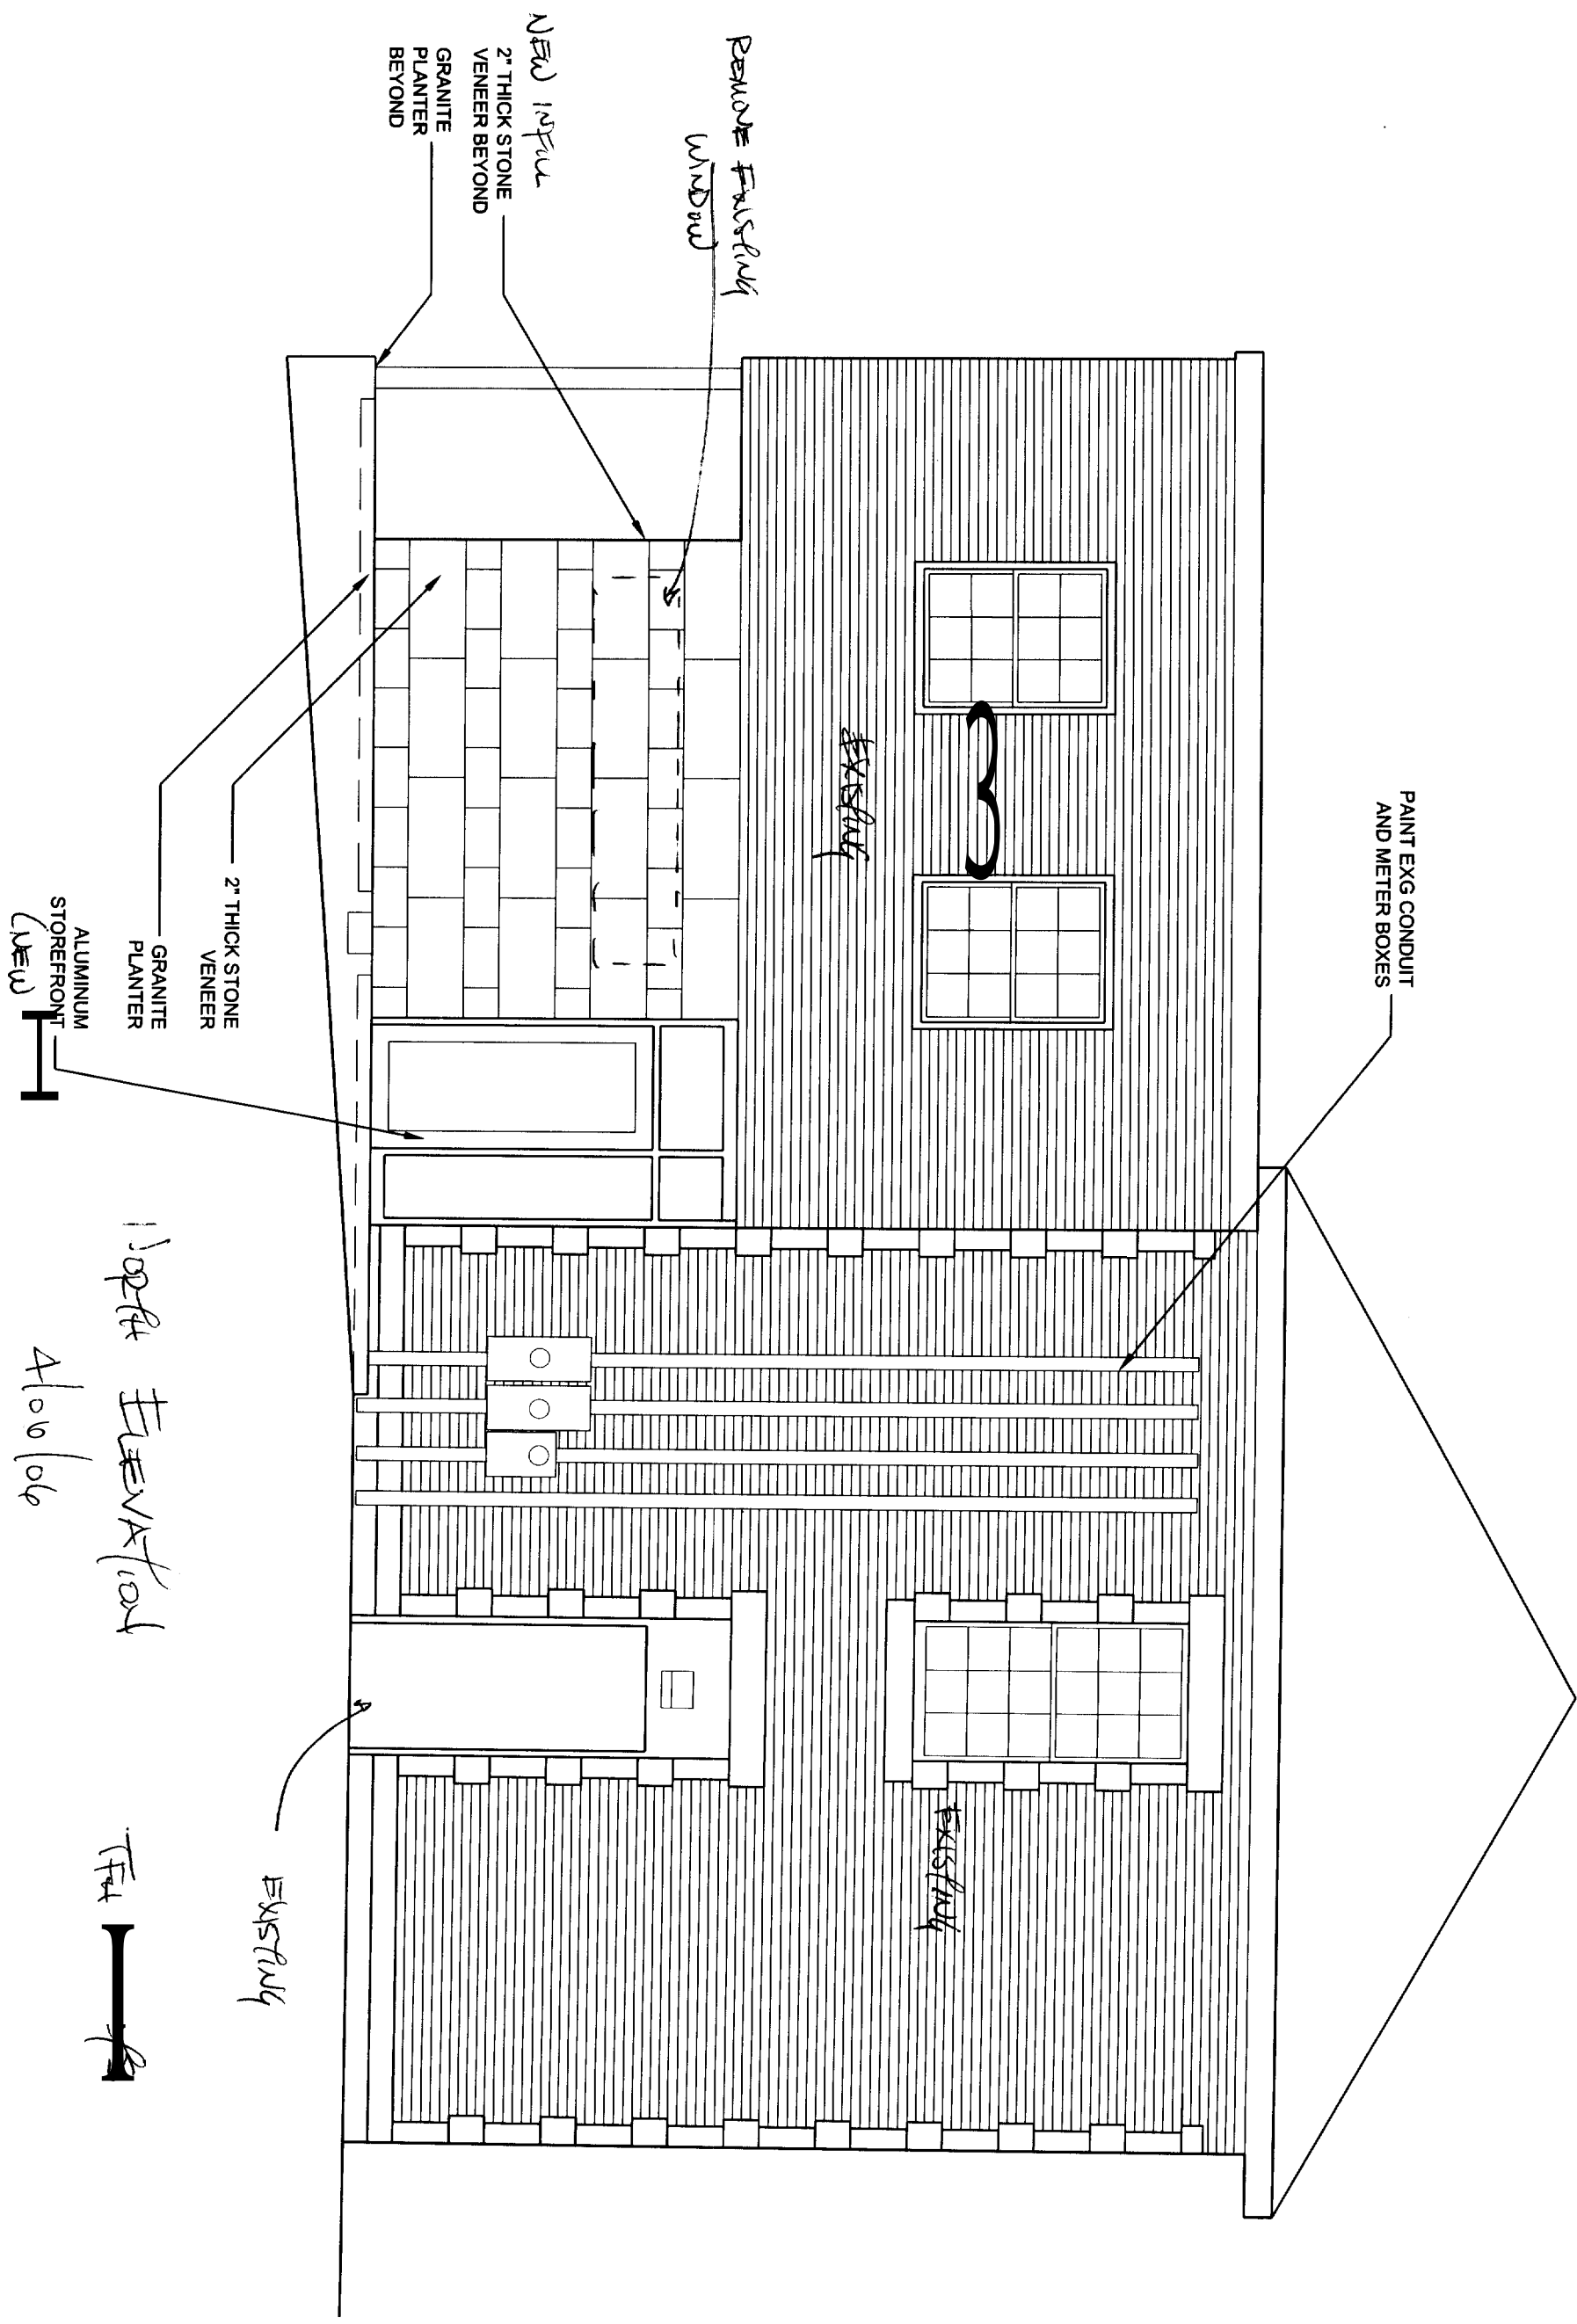 PAINT EXG CONDUIT
AND METER BOXES
REMOVE EXISTING
WINDOW
NEW INFILL
2" THICK STONE
VENEER BEYOND
GRANITE
PLANTER
BEYOND
3
EXISTING
EXISTING
EXISTING
2" THICK STONE
VENEER
GRANITE
PLANTER
ALUMINUM
STOREFRONT
(NEW
NORTH ELEVATION
4/06/06